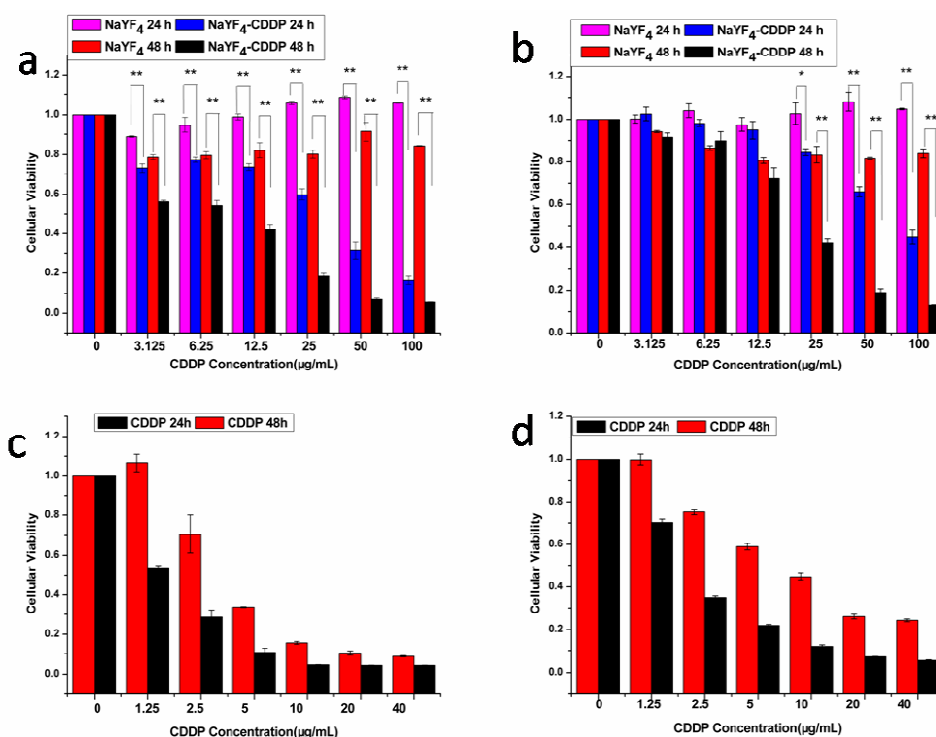 a
NaYF4 24 h NaYF4-CDDP 24 h
NaYF4 48 h NaYF4-CDDP 48 h
** ** ** ** ** **
** ** ** ** ** **
1.2
1.0
0.8
0.6
0.4
0.2
0.0
Cellular Viability
0 3.125 6.25 12.5 25 50 100
CDDP Concentration(µg/mL)
b
NaYF4 24 h NaYF4-CDDP 24 h
NaYF4 48 h NaYF4-CDDP 48 h
* ** **
** ** **
1.2
1.0
0.8
0.6
0.4
0.2
0.0
Cellular Viability
0 3.125 6.25 12.5 25 50 100
CDDP Concentration(µg/mL)
c
CDDP 24h CDDP 48h
1.2
1.0
0.8
0.6
0.4
0.2
0.0
Cellular Viability
0 1.25 2.5 5 10 20 40
CDDP Concentration(µg/mL)
d
CDDP 24h CDDP 48h
1.2
1.0
0.8
0.6
0.4
0.2
0.0
Cellular Viability
0 1.25 2.5 5 10 20 40
CDDP Concentration(µg/mL)